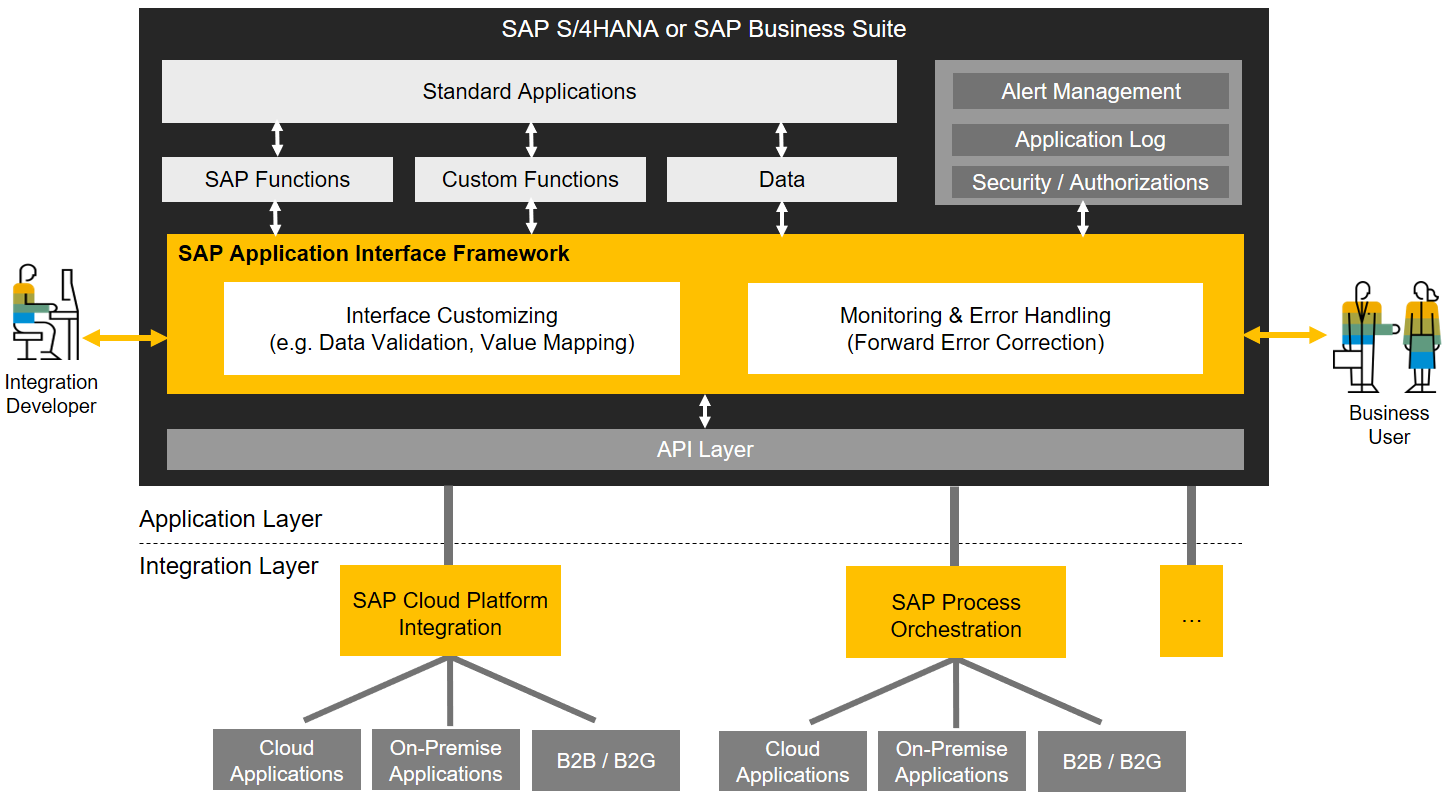 SAP S/4HANA or SAP Business Suite
Standard Applications
Alert Management
Application Log
Security / Authorizations
SAP Functions
Custom Functions
Data
SAP Application Interface Framework
Interface Customizing
(e.g. Data Validation, Value Mapping)
Monitoring & Error Handling
(Forward Error Correction)
Integration
Developer
Business
User
API Layer
Application Layer
Integration Layer
SAP Cloud Platform
Integration
SAP Process
Orchestration
...
Cloud
Applications
On-Premise
Applications
B2B / B2G
Cloud
Applications
On-Premise
Applications
B2B / B2G